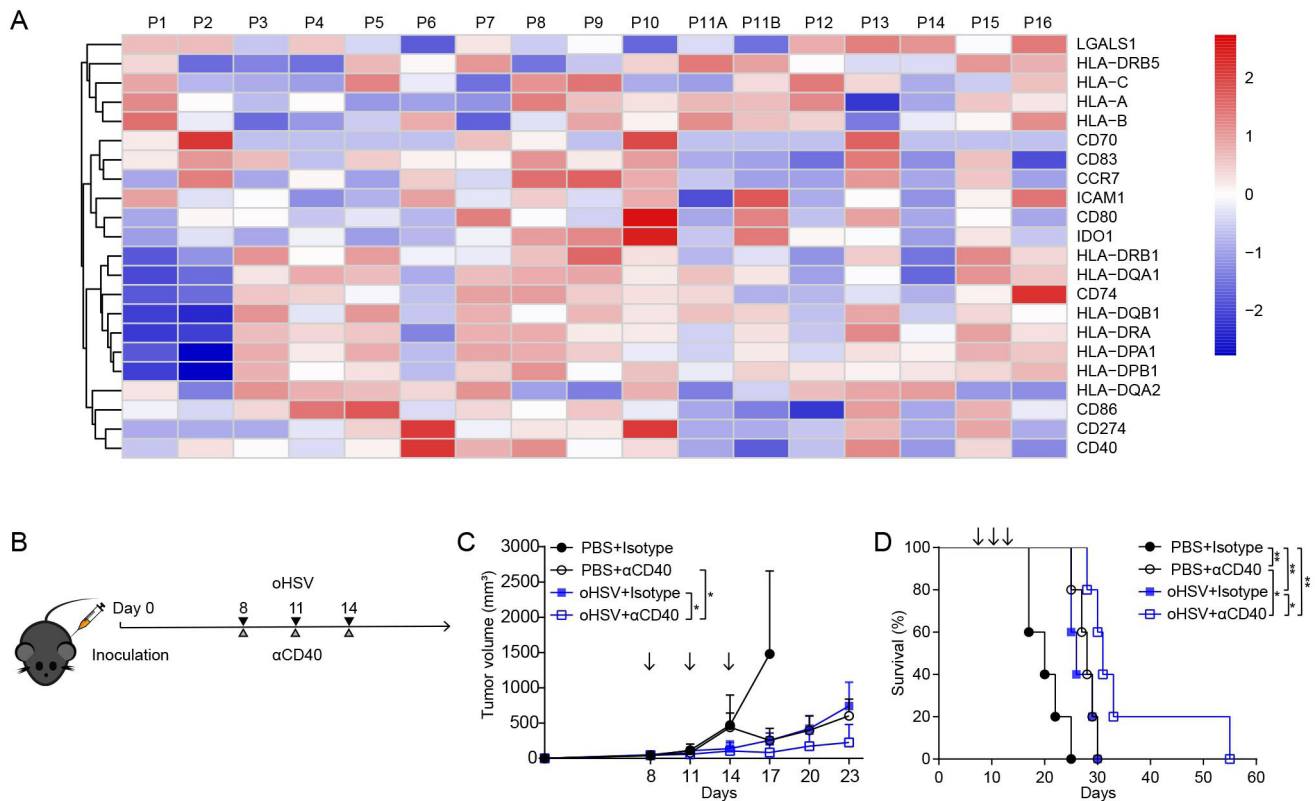 A
P1 P2 P3 P4 P5 P6 P7 P8 P9 P10 P11A P11B P12 P13 P14 P15 P16
LGALS1
HLA-DRB5
HLA-C
HLA-A
HLA-B
CD70
CD83
CCR7
ICAM1
CD80
IDO1
HLA-DRB1
HLA-DQA1
CD74
HLA-DQB1
HLA-DRA
HLA-DPA1
HLA-DPB1
HLA-DQA2
CD86
CD274
CD40
2
1
0
−1
−2
B
oHSV
Day 0 8 11 14
Inoculation αCD40
C
Tumor volume (mm³)
3000
2500
2000
1500
1000
500
0
8 11 14 17 20 23
Days
PBS+Isotype
PBS+αCD40
oHSV+Isotype
oHSV+αCD40
*
*
D
Survival (%)
100
80
60
40
20
0
0 20 30 40 50 60
Days
PBS+Isotype
PBS+αCD40
oHSV+Isotype
oHSV+αCD40
**
**
**
*
*